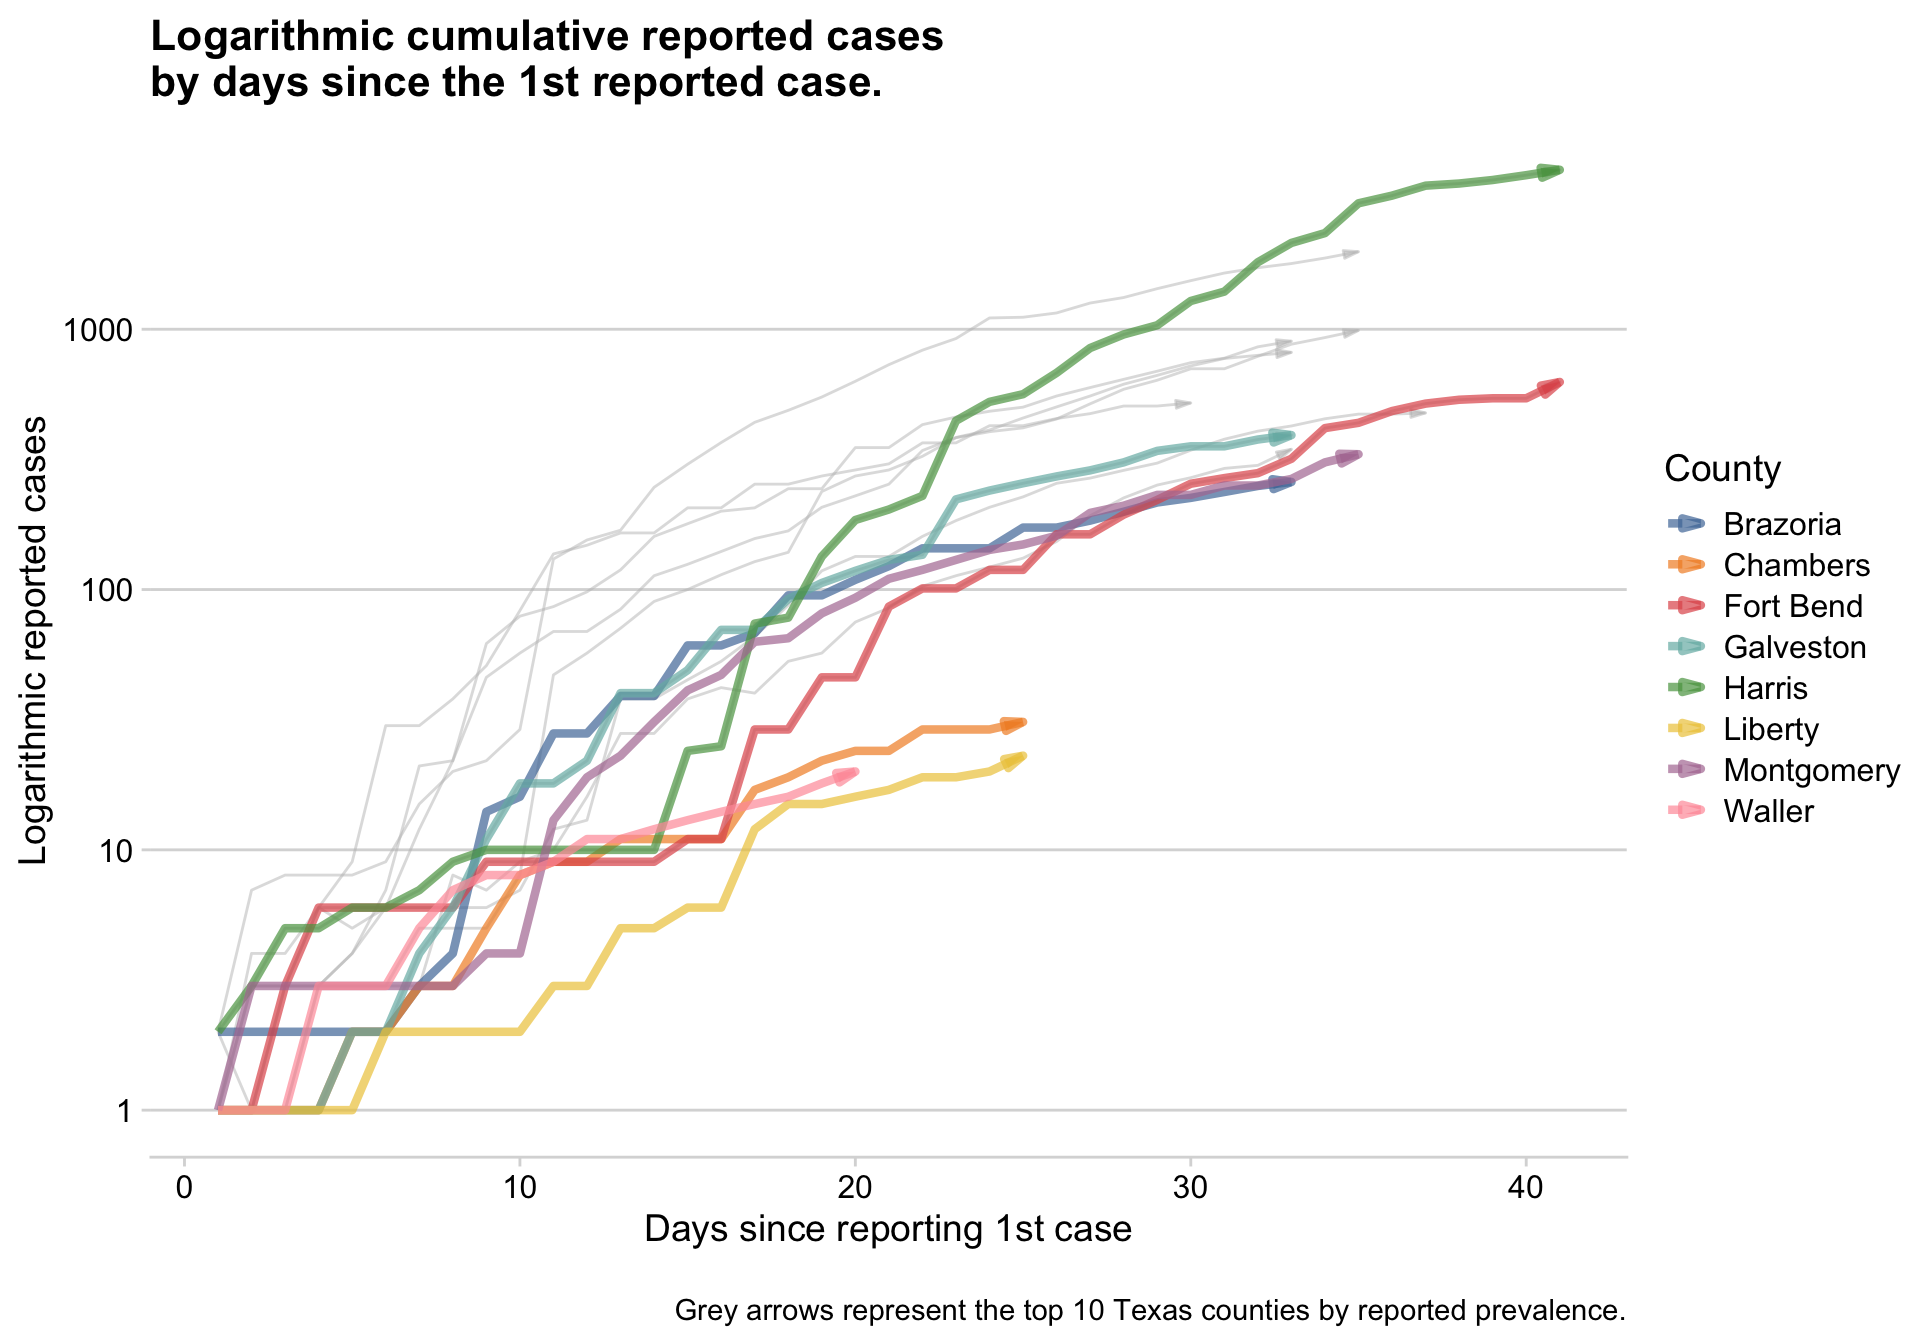 Logarithmic cumulative reported cases
by days since the 1st reported case.
Logarithmic reported cases
1000
100
10
1
0
10
20
30
40
Days since reporting 1st case
County
Brazoria
Chambers
Fort Bend
Galveston
Harris
Liberty
Montgomery
Waller
Grey arrows represent the top 10 Texas counties by reported prevalence.